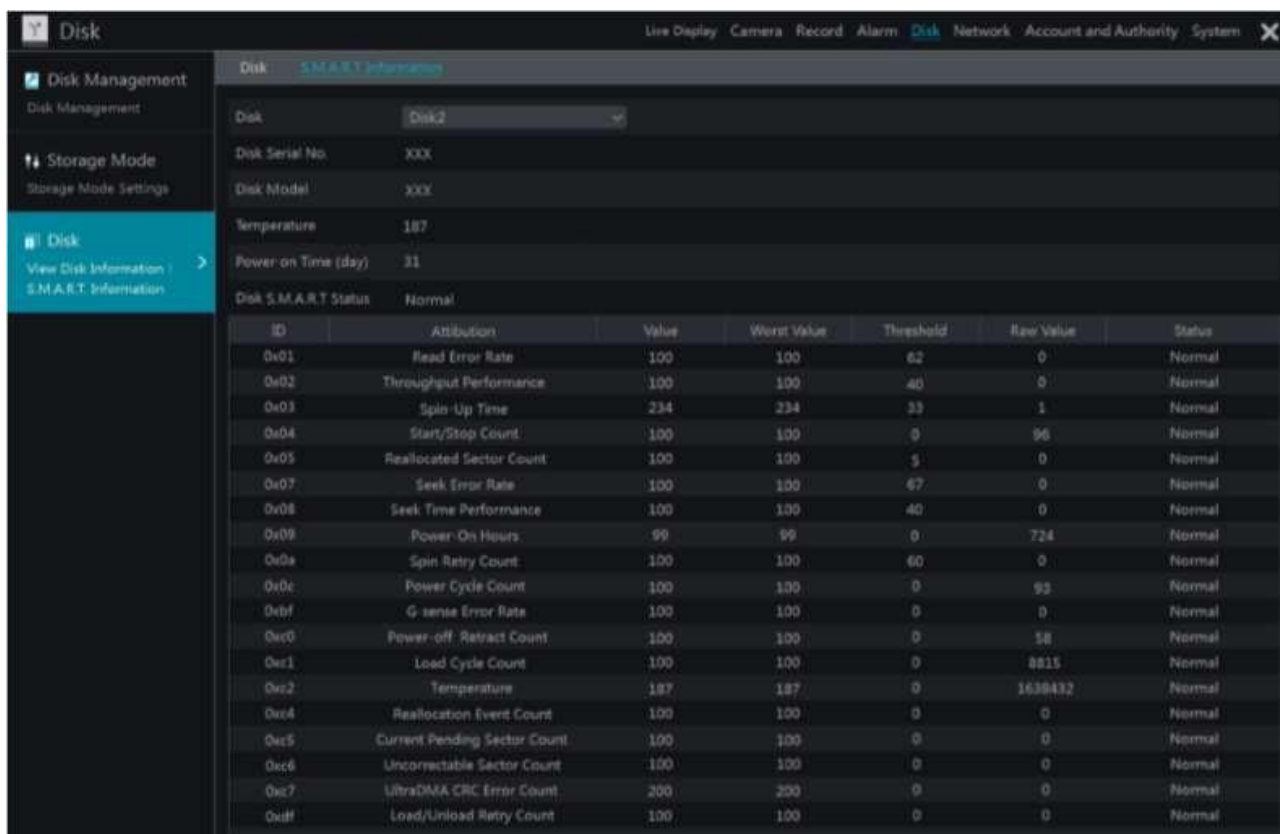 Disk
Live Display Camera Record Alarm Disk Network Account and Authority System
Disk Management
Disk Management
Storage Mode
Storage Mode Settings
Disk
View Disk Information
S.M.A.R.T. Information
Disk S.M.A.R.T Information
Disk Disk2
Disk Serial No. XXX
Disk Model XXX
Temperature 187
Power on Time (day) 31
Disk S.M.A.R.T Status Normal
ID Attibution Value Worst Value Threshold Raw Value Status
0x01 Read Error Rate 100 100 62 0 Normal
0x02 Throughput Performance 100 100 40 0 Normal
0x03 Spin-Up Time 234 234 33 1 Normal
0x04 Start/Stop Count 100 100 0 96 Normal
0x05 Reallocated Sector Count 100 100 5 0 Normal
0x07 Seek Error Rate 100 100 67 0 Normal
0x08 Seek Time Performance 100 100 40 0 Normal
0x09 Power-On Hours 99 99 0 724 Normal
0x0a Spin Retry Count 100 100 60 0 Normal
0x0c Power Cycle Count 100 100 0 93 Normal
0xbf G-sense Error Rate 100 100 0 0 Normal
0xc0 Power-off Retract Count 100 100 0 58 Normal
0xc1 Load Cycle Count 100 100 0 8815 Normal
0xc2 Temperature 187 187 0 1638432 Normal
0xc4 Reallocation Event Count 100 100 0 0 Normal
0xc5 Current Pending Sector Count 100 100 0 0 Normal
0xc6 Uncorrectable Sector Count 100 100 0 0 Normal
0xc7 UltraDMA CRC Error Count 200 200 0 0 Normal
0xdf Load/Unload Retry Count 100 100 0 0 Normal